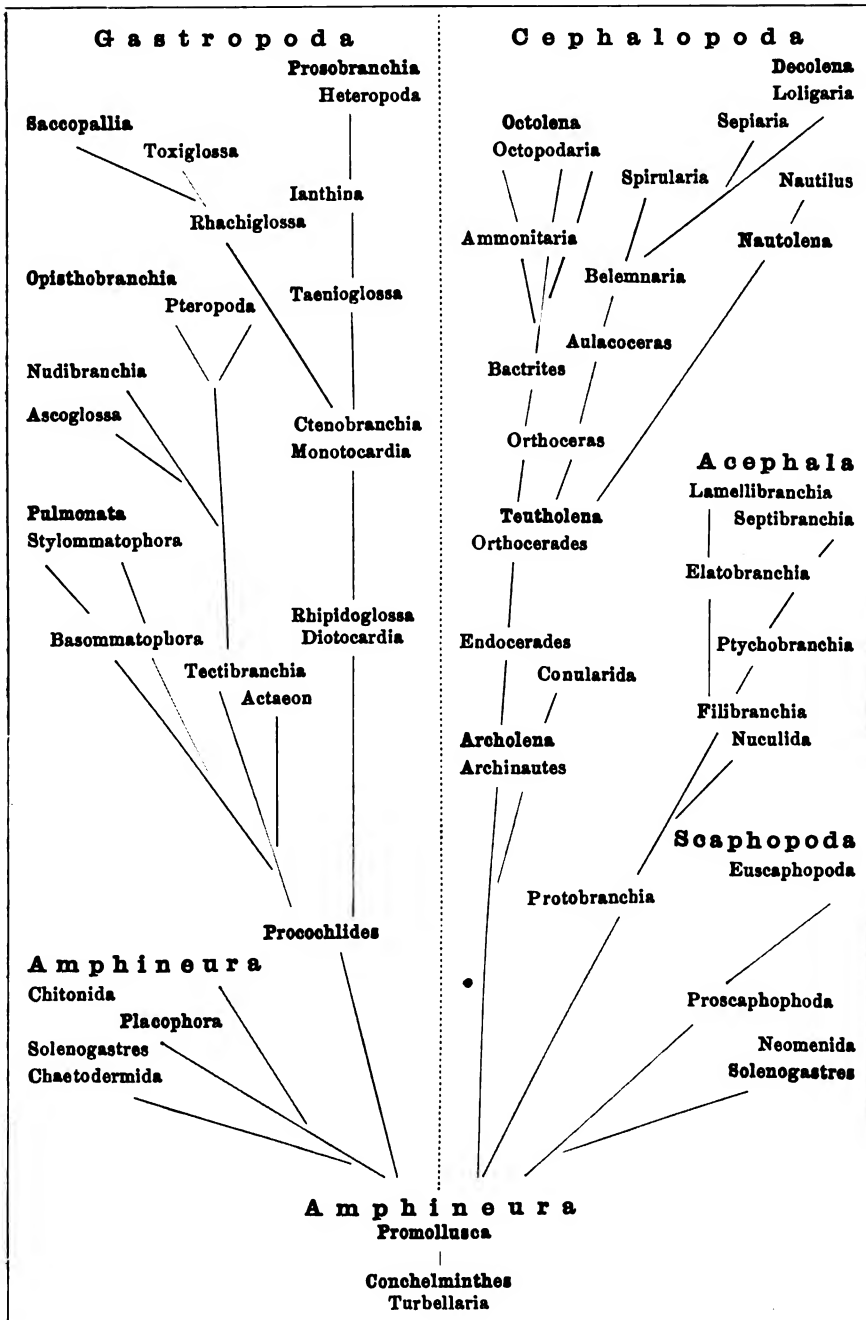 Gastropoda
Prosobranchia
Heteropoda
Saccopallia
Toxiglossa
Ianthina
Rhachiglossa
Opisthobranchia
Pteropoda
Taenioglossa
Nudibranchia
Ascoglossa
Ctenobranchia
Monotocardia
Pulmonata
Stylommatophora
Rhipidoglossa
Diotocardia
Basommatophora
Tectibranchia
Actaeon
Procochlides
Amphineura
Chitonida
Placophora
Solenogastres
Chaetodermida
Cephalopoda
Decolena
Loligaria
Octolena
Octopodaria
Sepiaria
Spirularia
Nautilus
Ammonitaria
Nautolena
Belemnaria
Aulacoceras
Bactrites
Orthoceras
Acephala
Lamellibranchia
Septibranchia
Teutholena
Orthocerades
Elatobranchia
Endocerades
Conularida
Ptychobranchia
Filibranchia
Nuculida
Archolena
Archinautes
Scaphopoda
Euscaphopoda
Protobranchia
Proscaphophoda
Neomenida
Solenogastres
Amphineura
Promollusca
Conchelminthes
Turbellaria